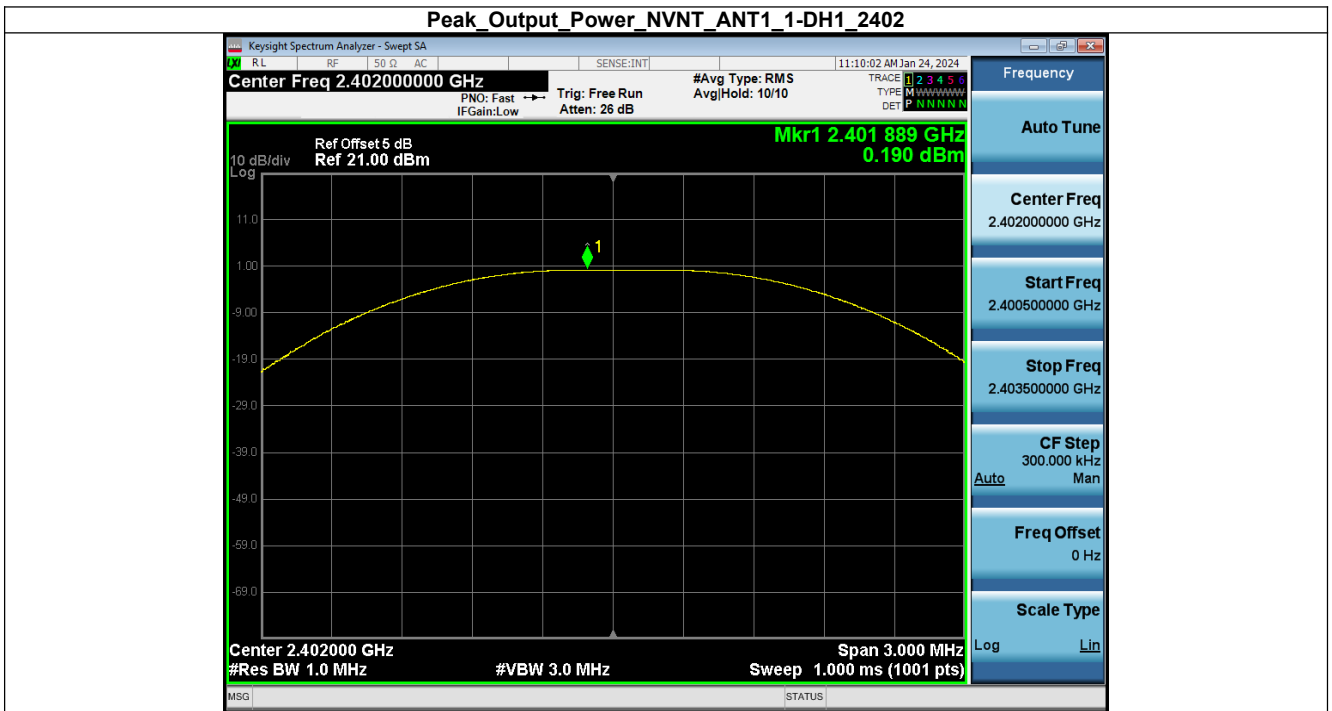 Peak_Output_Power_NVNT_ANT1_1-DH1_2402
Keysight Spectrum Analyzer - Swept SA
LXI RL RF 50 Ω AC SENSE:INT 11:10:02 AM Jan 24, 2024
Center Freq 2.402000000 GHz
PNO: Fast
IFGain:Low
Trig: Free Run
Atten: 26 dB
#Avg Type: RMS
Avg|Hold: 10/10
TRACE 1 2 3 4 5 6
TYPE M WWWWW
DET P N N N N N
Mkr1 2.401 889 GHz
0.190 dBm
Ref Offset 5 dB
10 dB/div Ref 21.00 dBm
Log
11.0
1
1.00
-9.00
-19.0
-29.0
-39.0
-49.0
-59.0
-69.0
Center 2.402000 GHz Span 3.000 MHz
#Res BW 1.0 MHz #VBW 3.0 MHz Sweep 1.000 ms (1001 pts)
MSG STATUS
Frequency
Auto Tune
Center Freq
2.402000000 GHz
Start Freq
2.400500000 GHz
Stop Freq
2.403500000 GHz
CF Step
300.000 kHz
Auto Man
Freq Offset
0 Hz
Scale Type
Log Lin